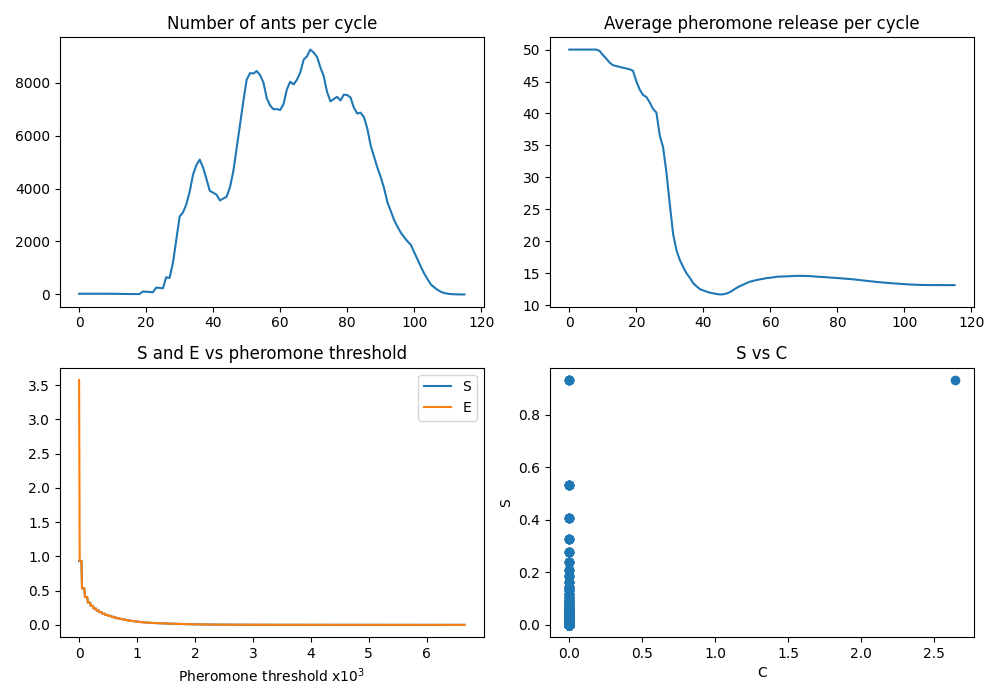 Number of ants per cycle
8000
6000
4000
2000
0
0 20 40 60 80 100 120
Average pheromone release per cycle
50
45
40
35
30
25
20
15
10
0 20 40 60 80 100 120
S and E vs pheromone threshold
3.5
3.0
2.5
2.0
1.5
1.0
0.5
0.0
S
E
0 1 2 3 4 5 6
Pheromone threshold x10³
S vs C
S
0.8
0.6
0.4
0.2
0.0
0.0 0.5 1.0 1.5 2.0 2.5
C